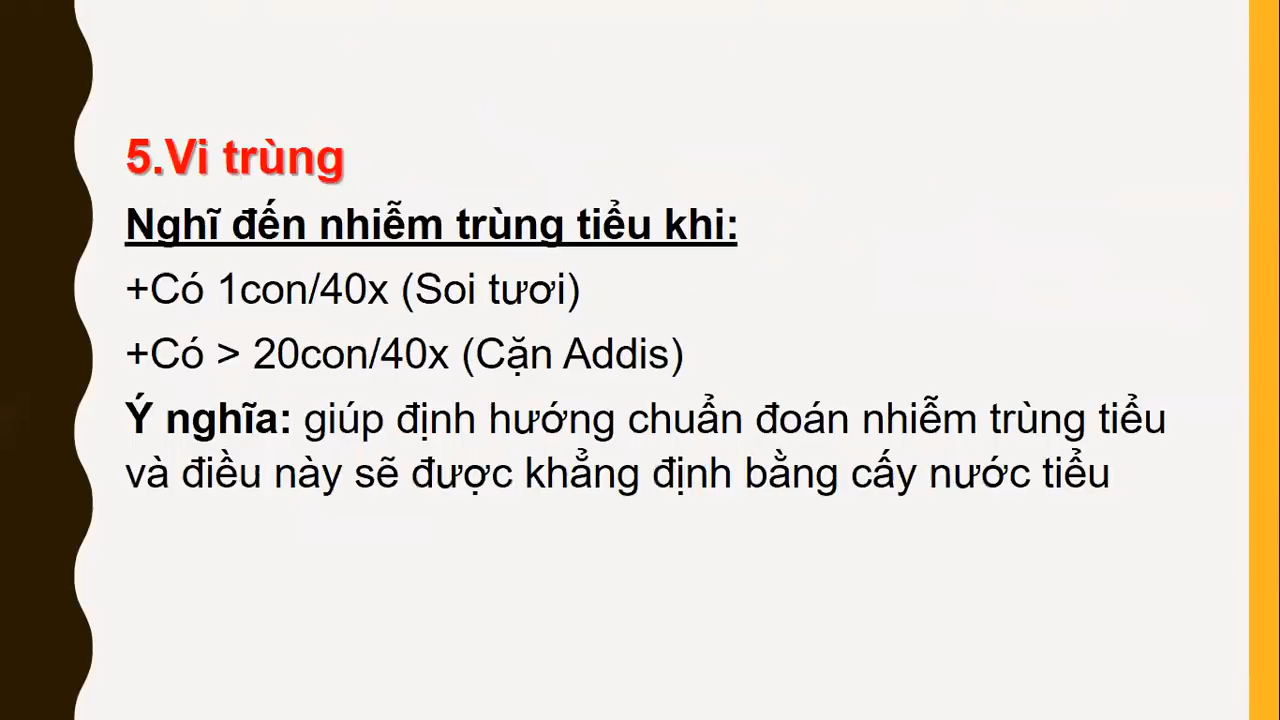 5.Vi trùng
Nghĩ đến nhiễm trùng tiểu khi:
+Có 1con/40x (Soi tươi)
+Có > 20con/40x (Cặn Addis)
Ý nghĩa: giúp định hướng chuẩn đoán nhiễm trùng tiểu
và điều này sẽ được khẳng định bằng cấy nước tiểu